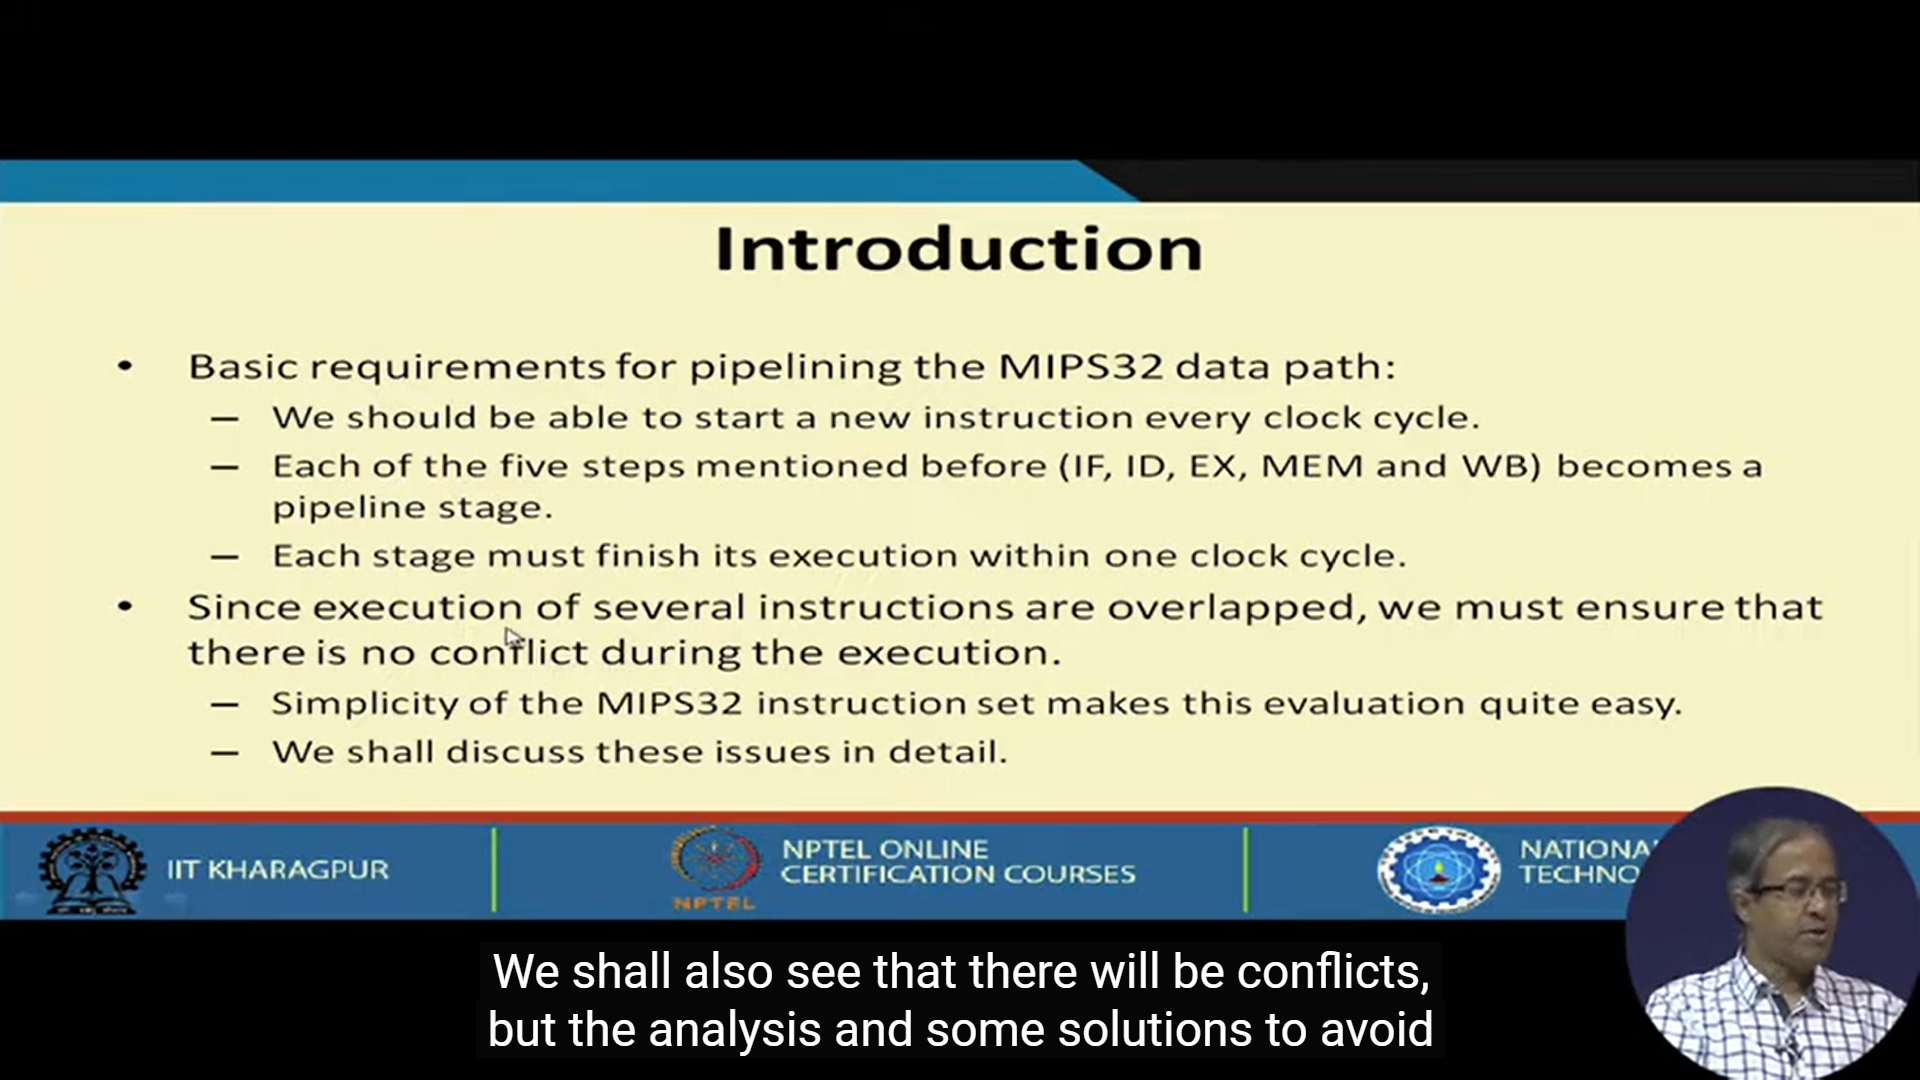 Introduction
• Basic requirements for pipelining the MIPS32 data path:
– We should be able to start a new instruction every clock cycle.
– Each of the five steps mentioned before (IF, ID, EX, MEM and WB) becomes a
pipeline stage.
– Each stage must finish its execution within one clock cycle.
• Since execution of several instructions are overlapped, we must ensure that
there is no conflict during the execution.
– Simplicity of the MIPS32 instruction set makes this evaluation quite easy.
– We shall discuss these issues in detail.
IIT KHARAGPUR
NPTEL ONLINE
CERTIFICATION COURSES
NPTEL
NATIONA
TECHNO
We shall also see that there will be conflicts,
but the analysis and some solutions to avoid